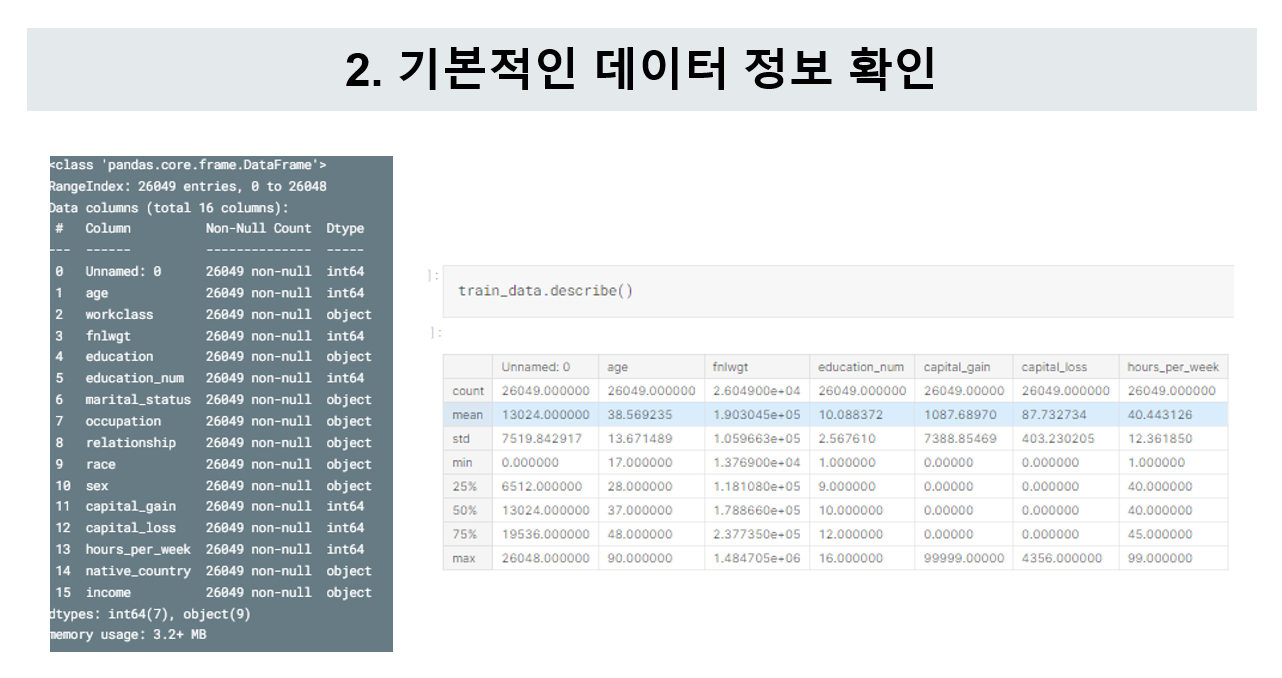 2. 기본적인 데이터 정보 확인
<class 'pandas.core.frame.DataFrame'>
RangeIndex: 26049 entries, 0 to 26048
Data columns (total 16 columns):
# Column Non-Null Count Dtype
--- ------ -------------- -----
0 Unnamed: 0 26049 non-null int64
1 age 26049 non-null int64
2 workclass 26049 non-null object
3 fnlwgt 26049 non-null int64
4 education 26049 non-null object
5 education_num 26049 non-null int64
6 marital_status 26049 non-null object
7 occupation 26049 non-null object
8 relationship 26049 non-null object
9 race 26049 non-null object
10 sex 26049 non-null object
11 capital_gain 26049 non-null int64
12 capital_loss 26049 non-null int64
13 hours_per_week 26049 non-null int64
14 native_country 26049 non-null object
15 income 26049 non-null object
dtypes: int64(7), object(9)
memory usage: 3.2+ MB
]:
train_data.describe()
]:
Unnamed: 0 age fnlwgt education_num capital_gain capital_loss hours_per_week
count 26049.000000 26049.000000 2.604900e+04 26049.000000 26049.00000 26049.000000 26049.000000
mean 13024.000000 38.569235 1.903045e+05 10.088372 1087.68970 87.732734 40.443126
std 7519.842917 13.671489 1.059663e+05 2.567610 7388.85469 403.230205 12.361850
min 0.000000 17.000000 1.376900e+04 1.000000 0.00000 0.000000 1.000000
25% 6512.000000 28.000000 1.181080e+05 9.000000 0.00000 0.000000 40.000000
50% 13024.000000 37.000000 1.788660e+05 10.000000 0.00000 0.000000 40.000000
75% 19536.000000 48.000000 2.377350e+05 12.000000 0.00000 0.000000 45.000000
max 26048.000000 90.000000 1.484705e+06 16.000000 99999.00000 4356.000000 99.000000